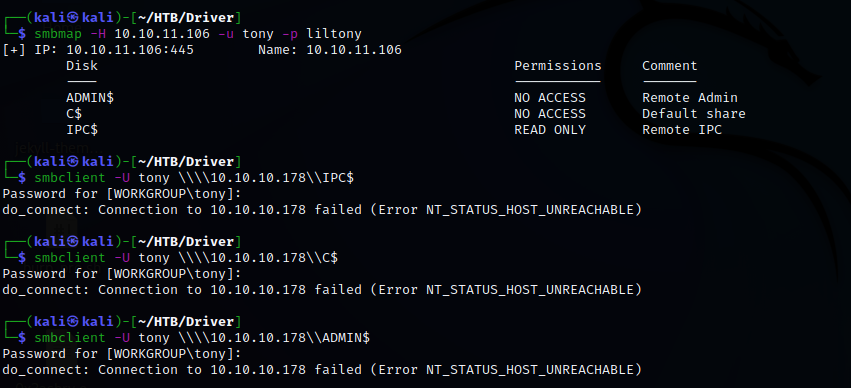 ┌──(kali㉿kali)-[~/HTB/Driver]
└─$ smbmap -H 10.10.11.106 -u tony -p liltony
[+] IP: 10.10.11.106:445 Name: 10.10.11.106
Disk Permissions Comment
---- ----------- -------
ADMIN$ NO ACCESS Remote Admin
C$ NO ACCESS Default share
IPC$ READ ONLY Remote IPC
┌──(kali㉿kali)-[~/HTB/Driver]
└─$ smbclient -U tony \\\\10.10.10.178\\IPC$
Password for [WORKGROUP\tony]:
do_connect: Connection to 10.10.10.178 failed (Error NT_STATUS_HOST_UNREACHABLE)
┌──(kali㉿kali)-[~/HTB/Driver]
└─$ smbclient -U tony \\\\10.10.10.178\\C$
Password for [WORKGROUP\tony]:
do_connect: Connection to 10.10.10.178 failed (Error NT_STATUS_HOST_UNREACHABLE)
┌──(kali㉿kali)-[~/HTB/Driver]
└─$ smbclient -U tony \\\\10.10.10.178\\ADMIN$
Password for [WORKGROUP\tony]:
do_connect: Connection to 10.10.10.178 failed (Error NT_STATUS_HOST_UNREACHABLE)